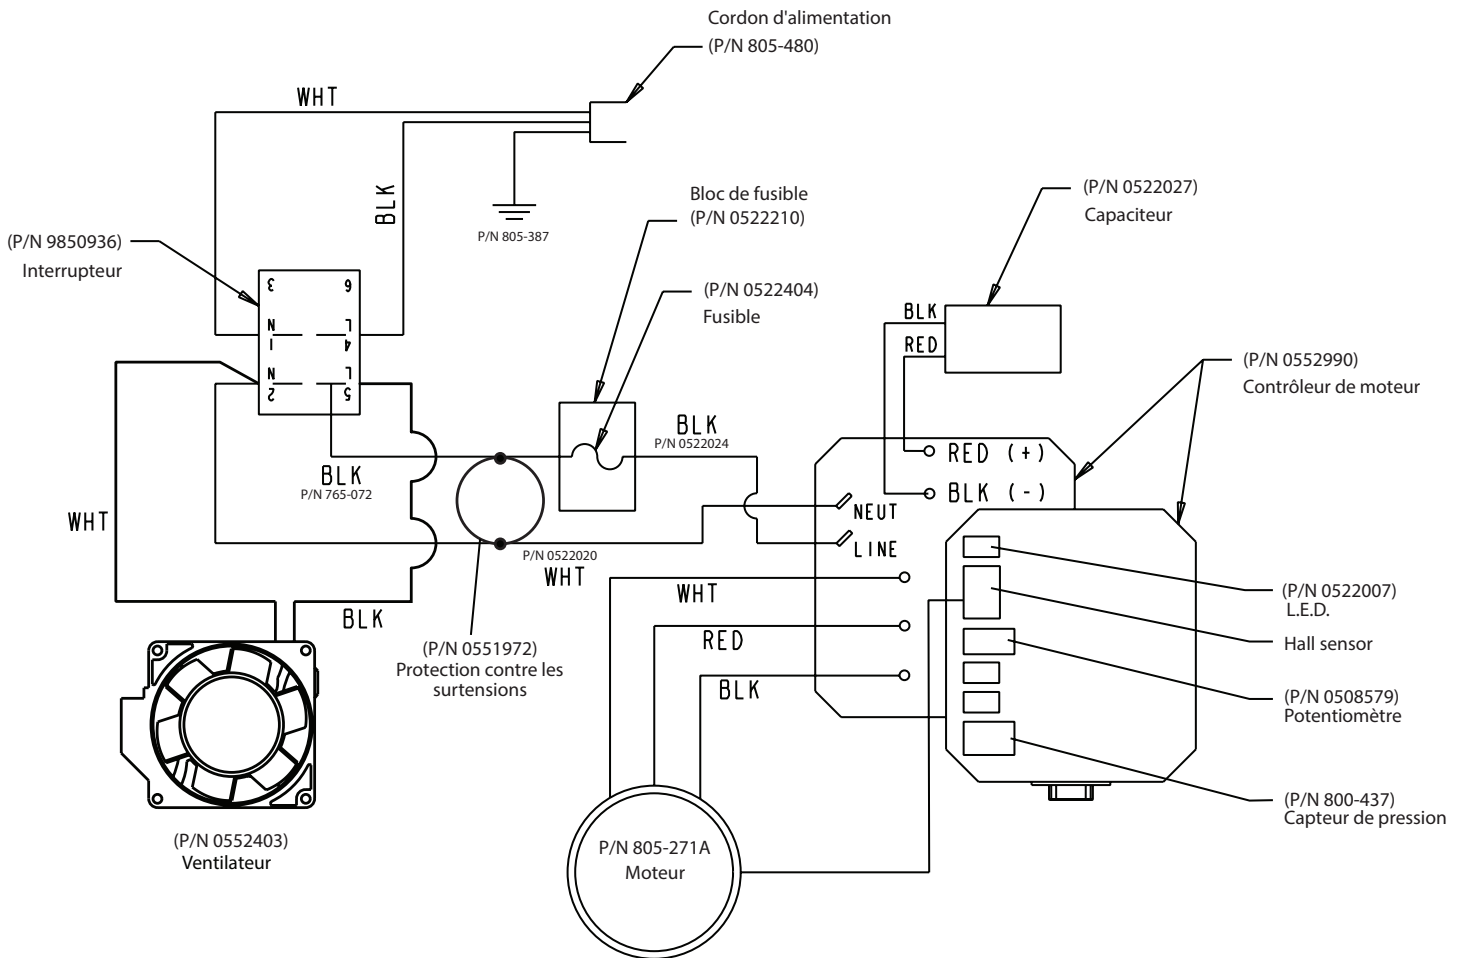 Cordon d'alimentation
(P/N 805-480)
WHT
BLK
P/N 805-387
Bloc de fusible
(P/N 0522210)
(P/N 0522027)
Capaciteur
(P/N 9850936)
Interrupteur
3 6
N L
1 4
N L
2 5
(P/N 0522404)
Fusible
BLK
RED
(P/N 0552990)
Contrôleur de moteur
BLK
P/N 0522024
RED (+)
BLK (-)
BLK
P/N 765-072
NEUT
LINE
WHT
P/N 0522020
WHT
WHT
RED
BLK
BLK
(P/N 0551972)
Protection contre les
surtensions
(P/N 0522007)
L.E.D.
Hall sensor
(P/N 0508579)
Potentiomètre
(P/N 800-437)
Capteur de pression
(P/N 0552403)
Ventilateur
P/N 805-271A
Moteur